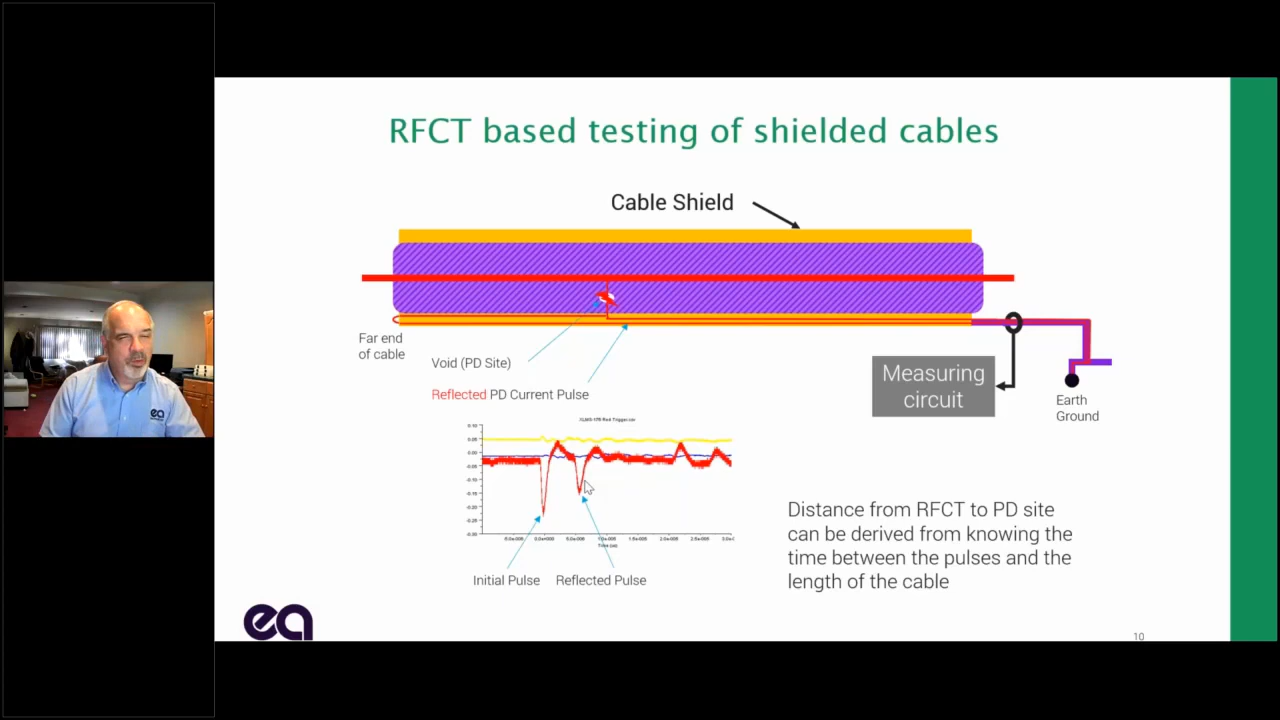 RFCT based testing of shielded cables
Cable Shield
Far end
of cable
Void (PD Site)
Reflected PD Current Pulse
Measuring
circuit
Earth
Ground
Initial Pulse
Reflected Pulse
Distance from RFCT to PD site
can be derived from knowing the
time between the pulses and the
length of the cable
ea
10
ea